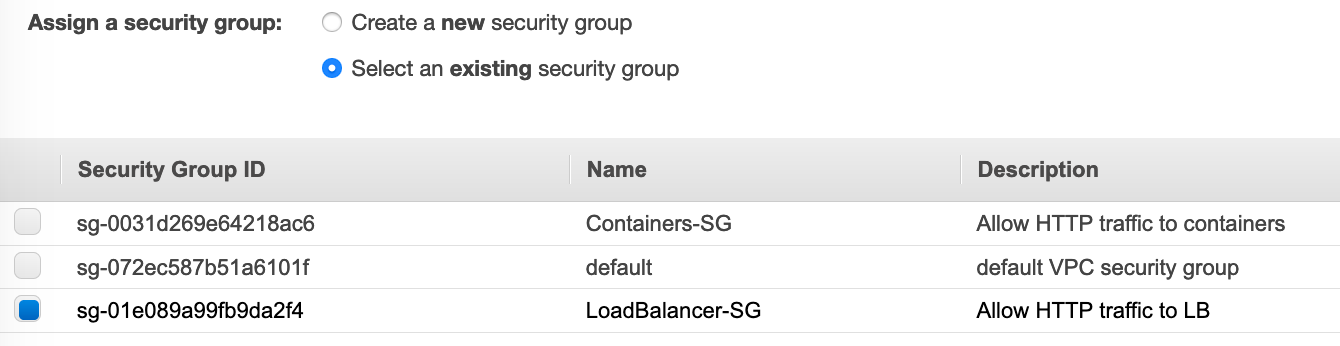 Assign a security group: Create a new security group
Select an existing security group
Security Group ID Name Description
sg-0031d269e64218ac6 Containers-SG Allow HTTP traffic to containers
sg-072ec587b51a6101f default default VPC security group
sg-01e089a99fb9da2f4 LoadBalancer-SG Allow HTTP traffic to LB